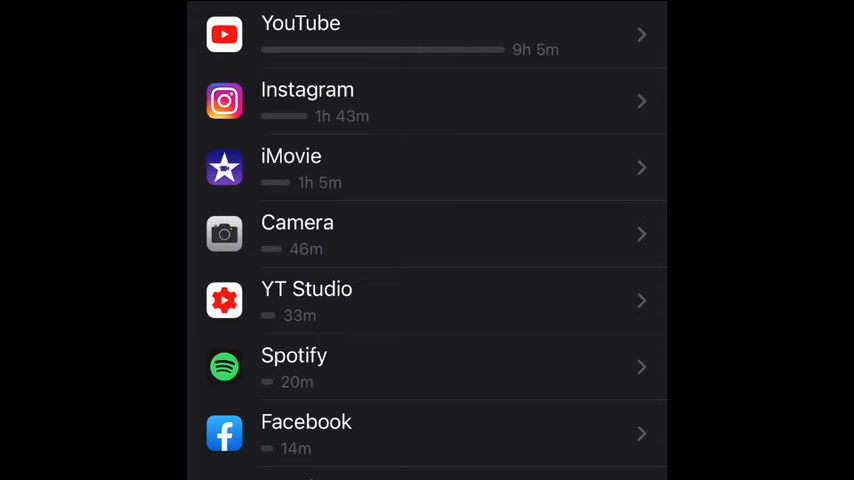 YouTube
9h 5m
Instagram
1h 43m
iMovie
1h 5m
Camera
46m
YT Studio
33m
Spotify
20m
Facebook
14m